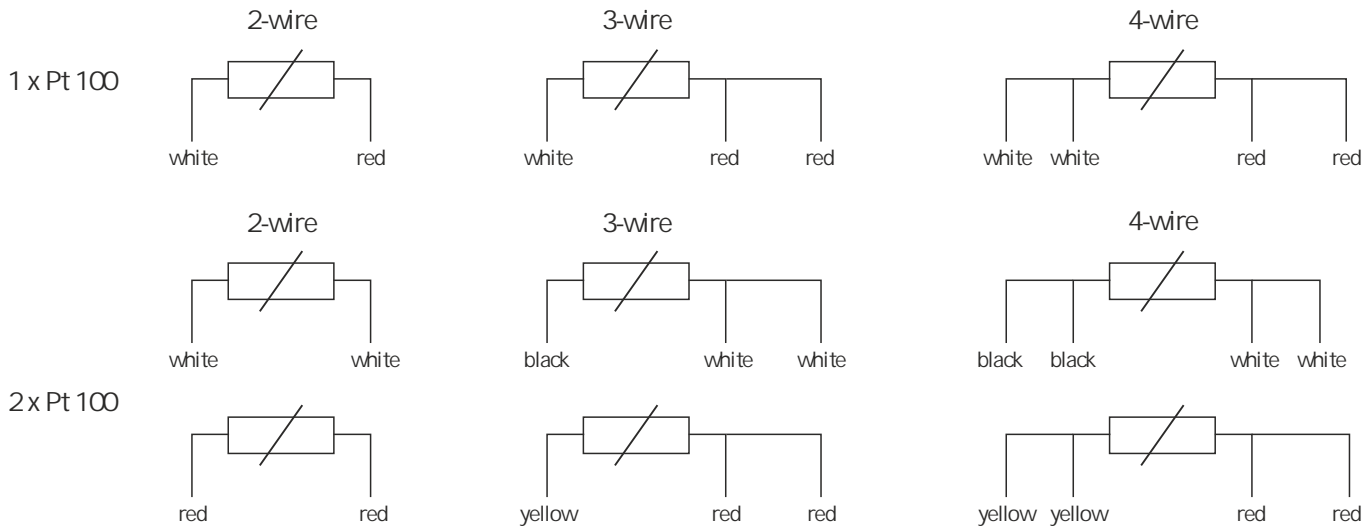 2-wire 3-wire 4-wire
1 x Pt 100
white red white red red white white red red
2-wire 3-wire 4-wire
white white black white white black black white white
2 x Pt 100
red red yellow red red yellow yellow red red